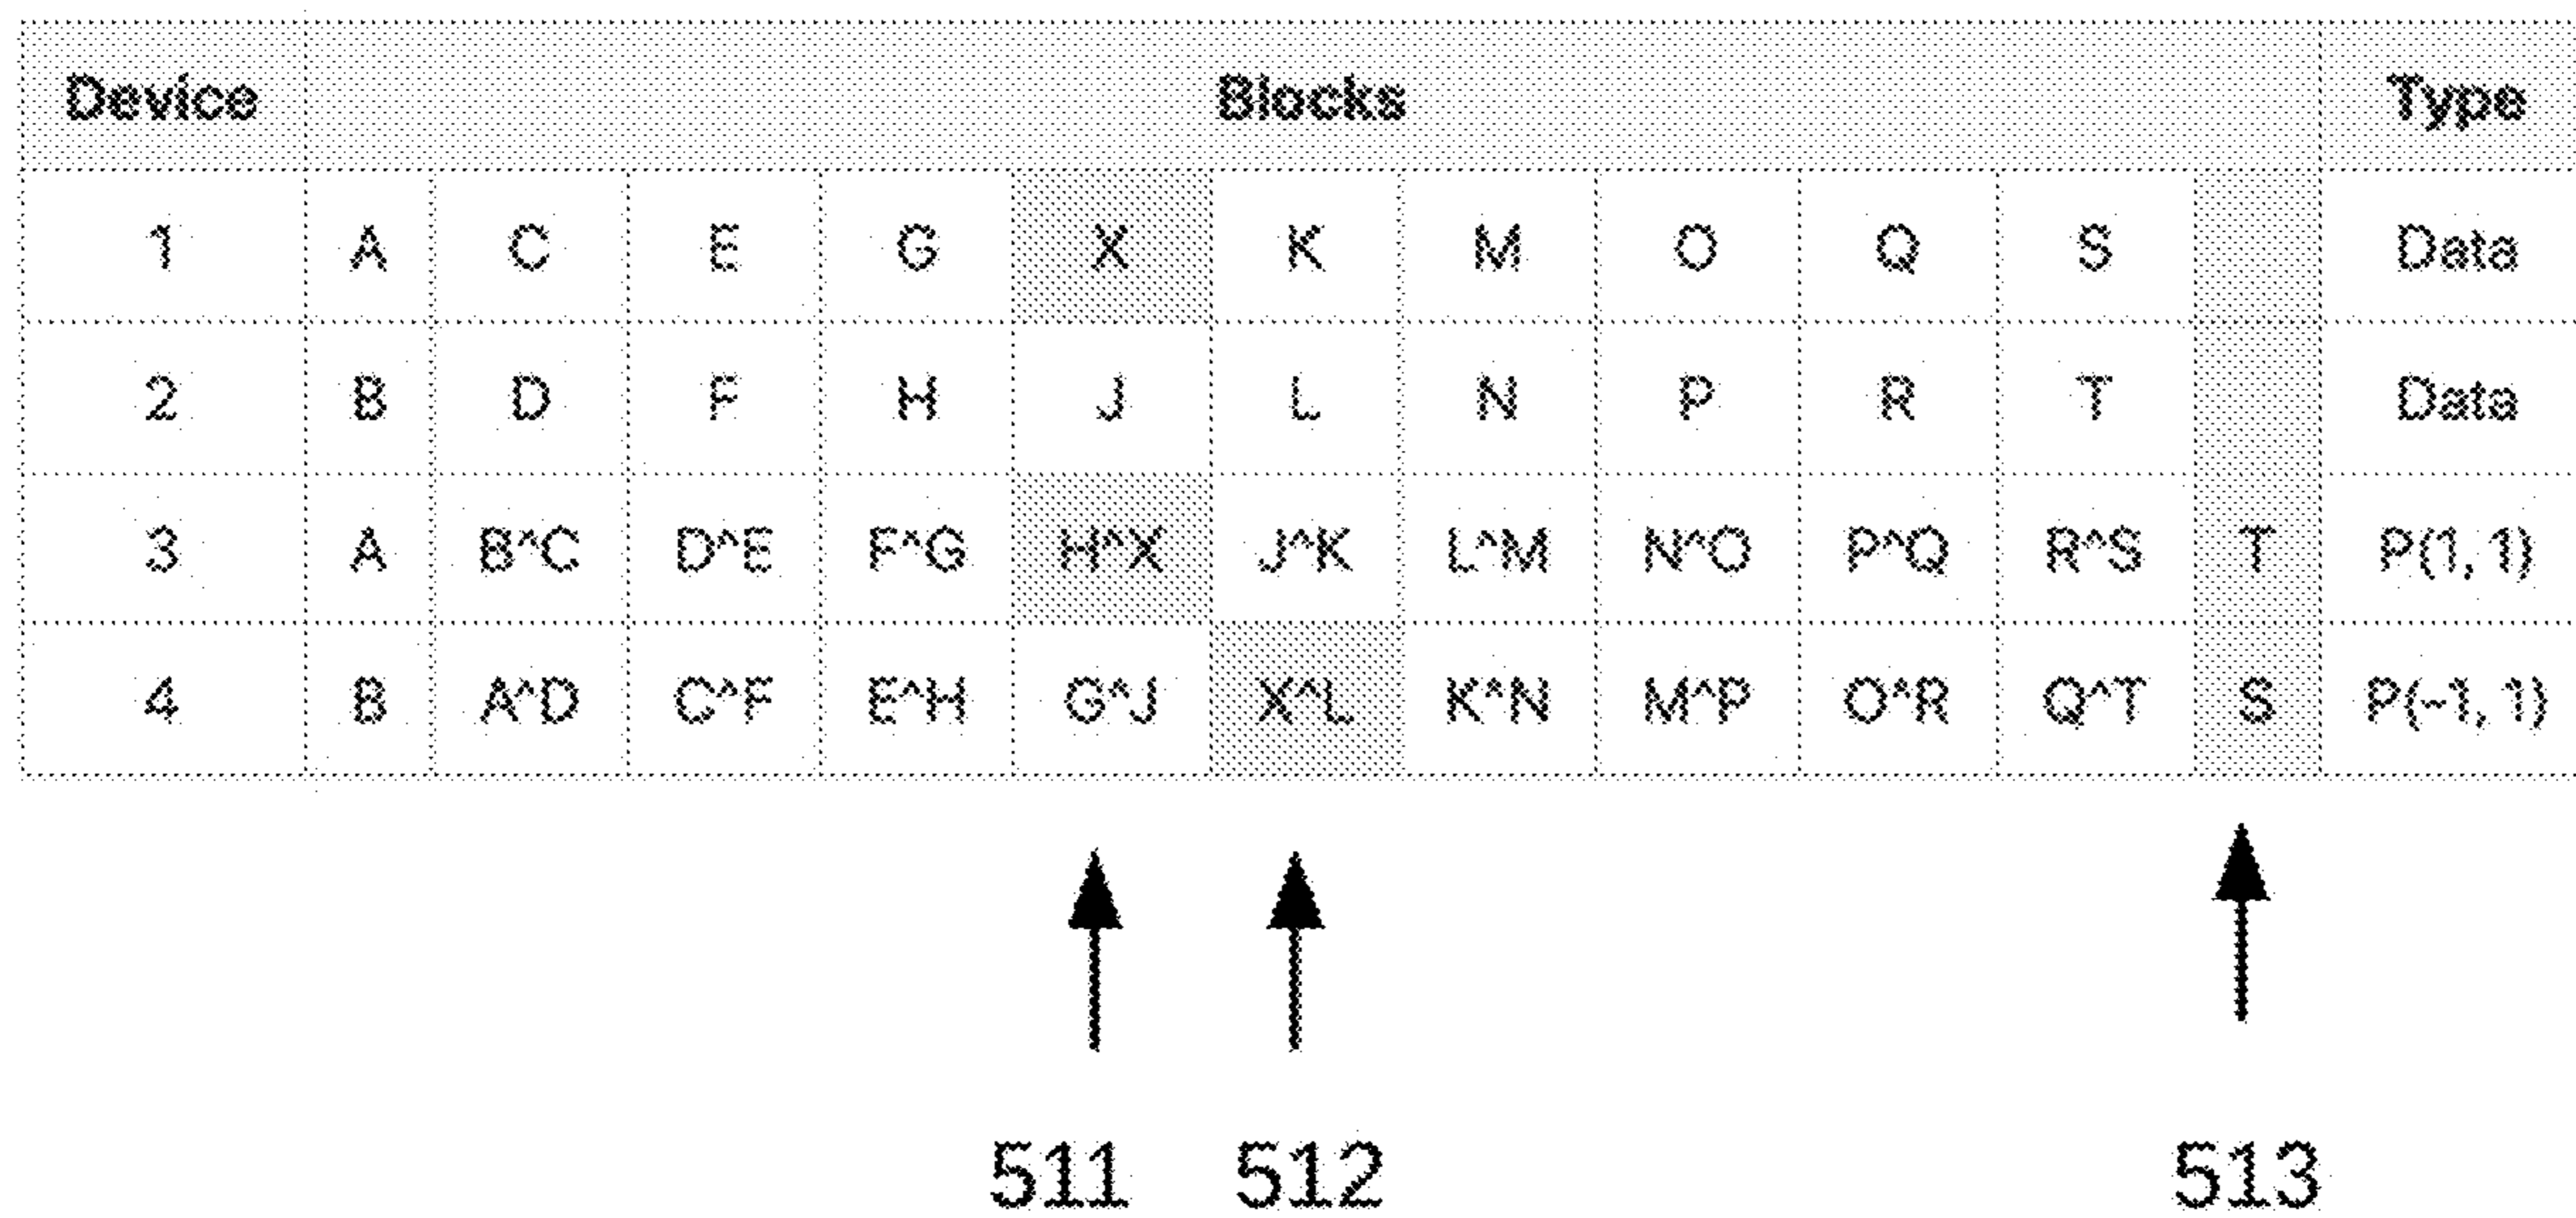 Device Blocks Type
1 A C E G X K M O Q S Data
2 B D F H J L N P R T Data
3 A B^C D^E F^G H^X J^K L^M N^O P^Q R^S T P(1, 1)
4 B A^D C^F E^H G^J X^L K^N M^P O^R Q^T S P(-1, 1)
511 512 513